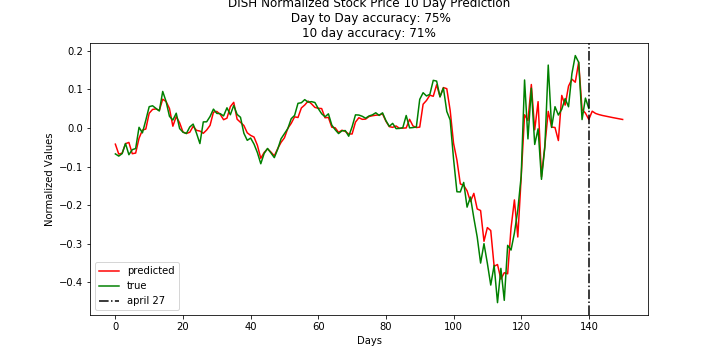 DISH Normalized Stock Price 10 Day Prediction
Day to Day accuracy: 75%
10 day accuracy: 71%
0.2
0.1
0.0
−0.1
−0.2
−0.3
−0.4
Normalized Values
predicted
true
april 27
0 20 40 60 80 100 120 140
Days